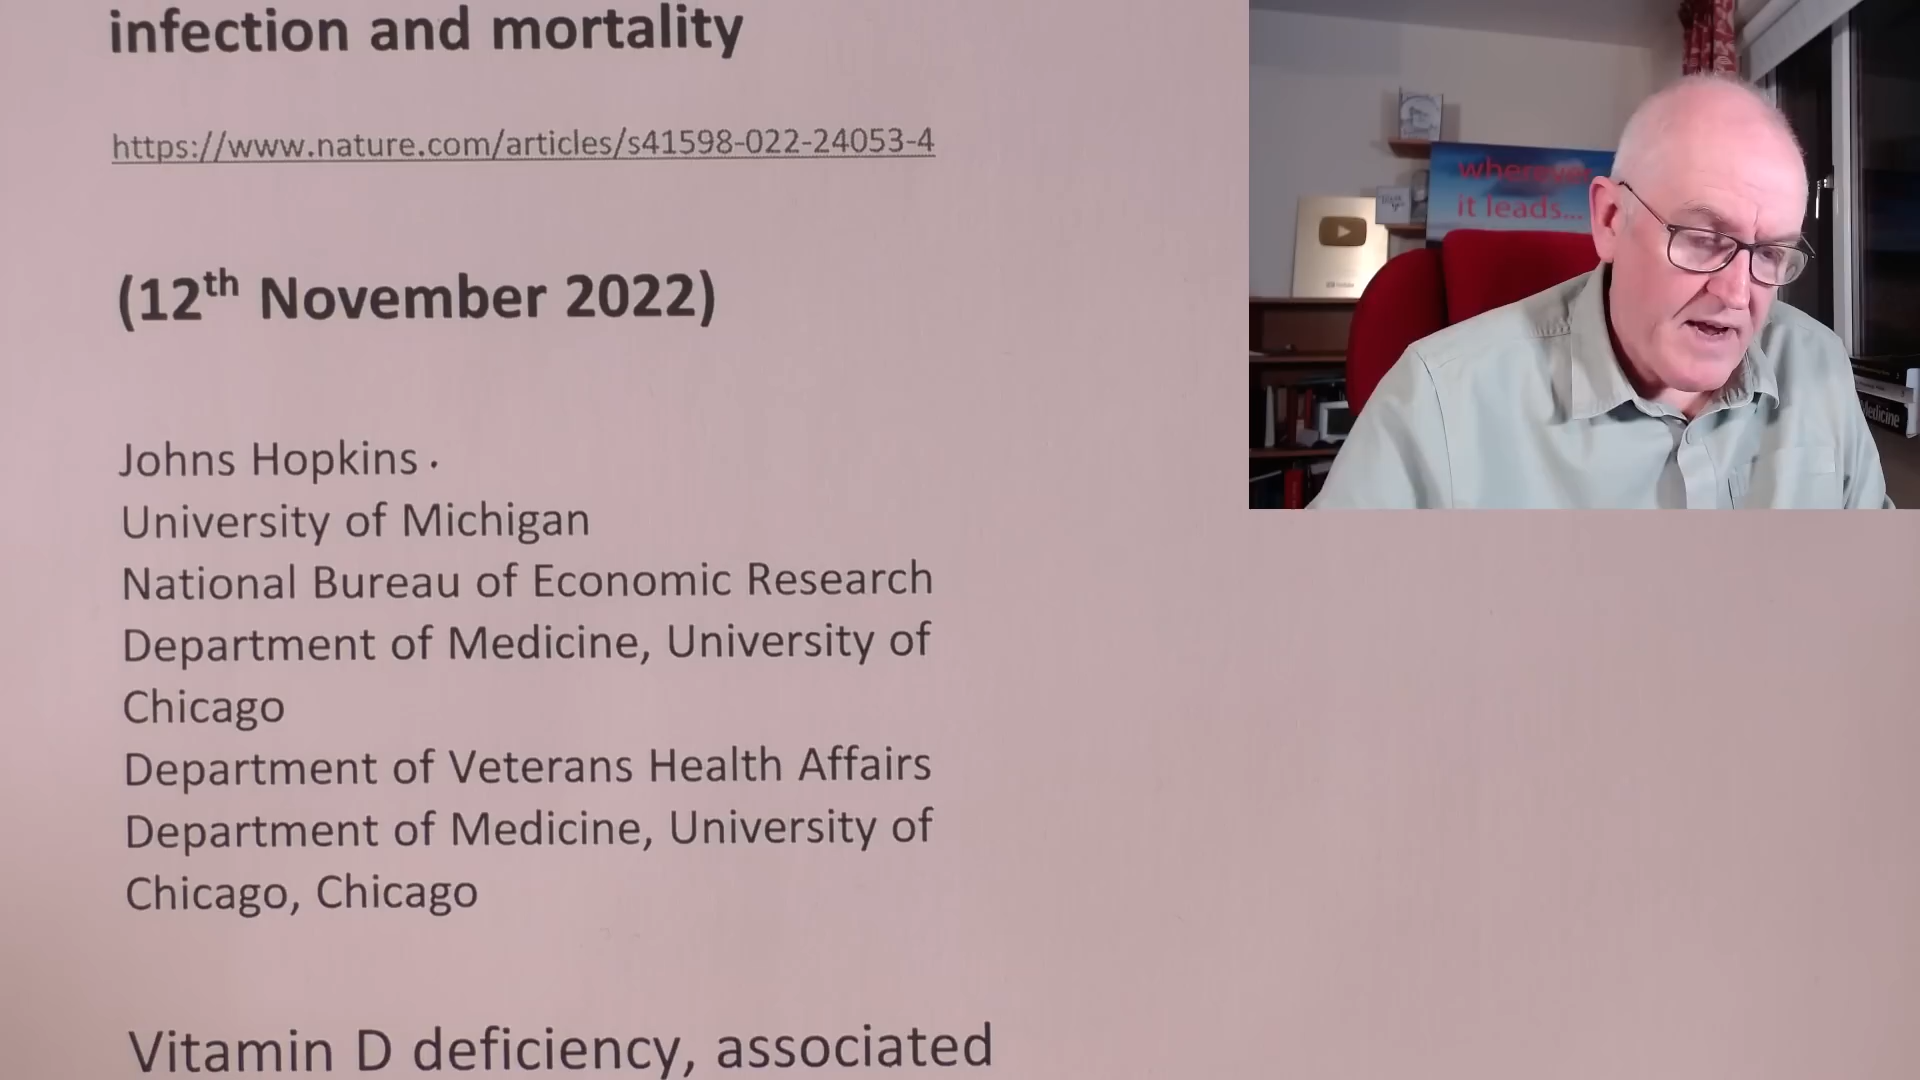 infection and mortality
https://www.nature.com/articles/s41598-022-24053-4
(12th November 2022)
Johns Hopkins .
University of Michigan
National Bureau of Economic Research
Department of Medicine, University of
Chicago
Department of Veterans Health Affairs
Department of Medicine, University of
Chicago, Chicago
Vitamin D deficiency, associated
wherever
it leads...
Medicine